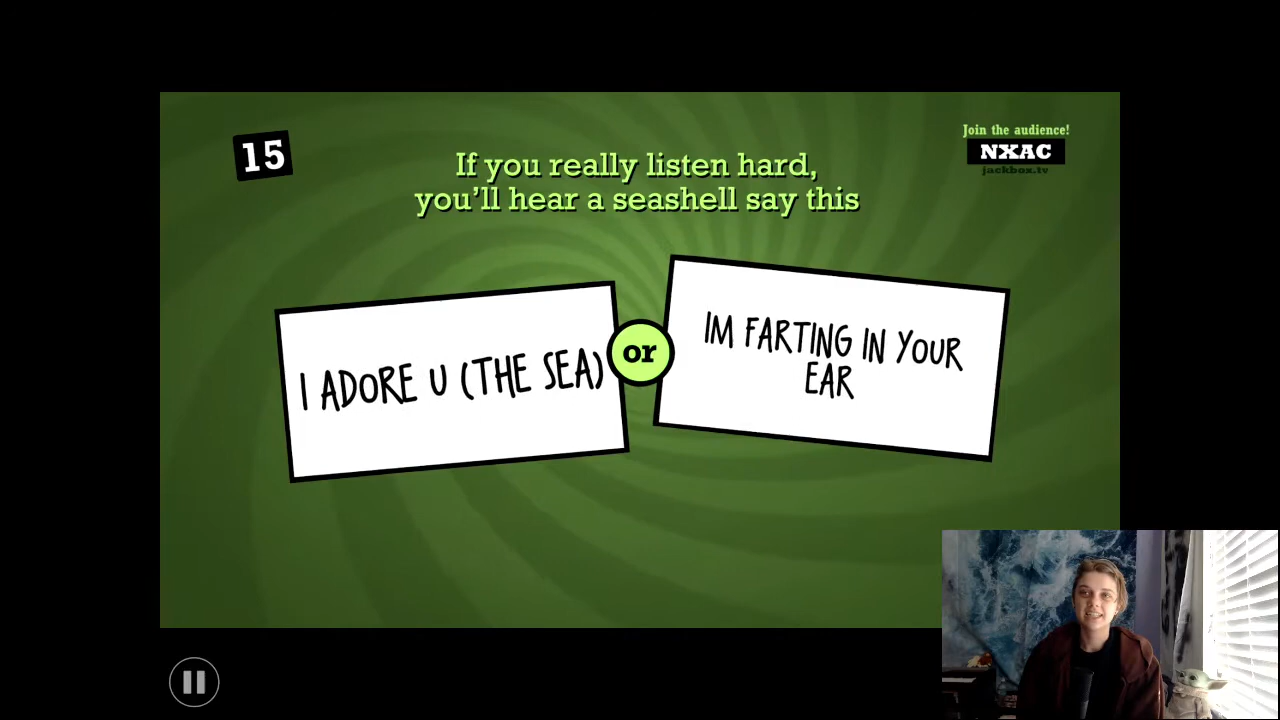 15
If you really listen hard,
you'll hear a seashell say this
Join the audience!
NXAC
jackbox.tv
I ADORE U (THE SEA)
or
IM FARTING IN YOUR
EAR